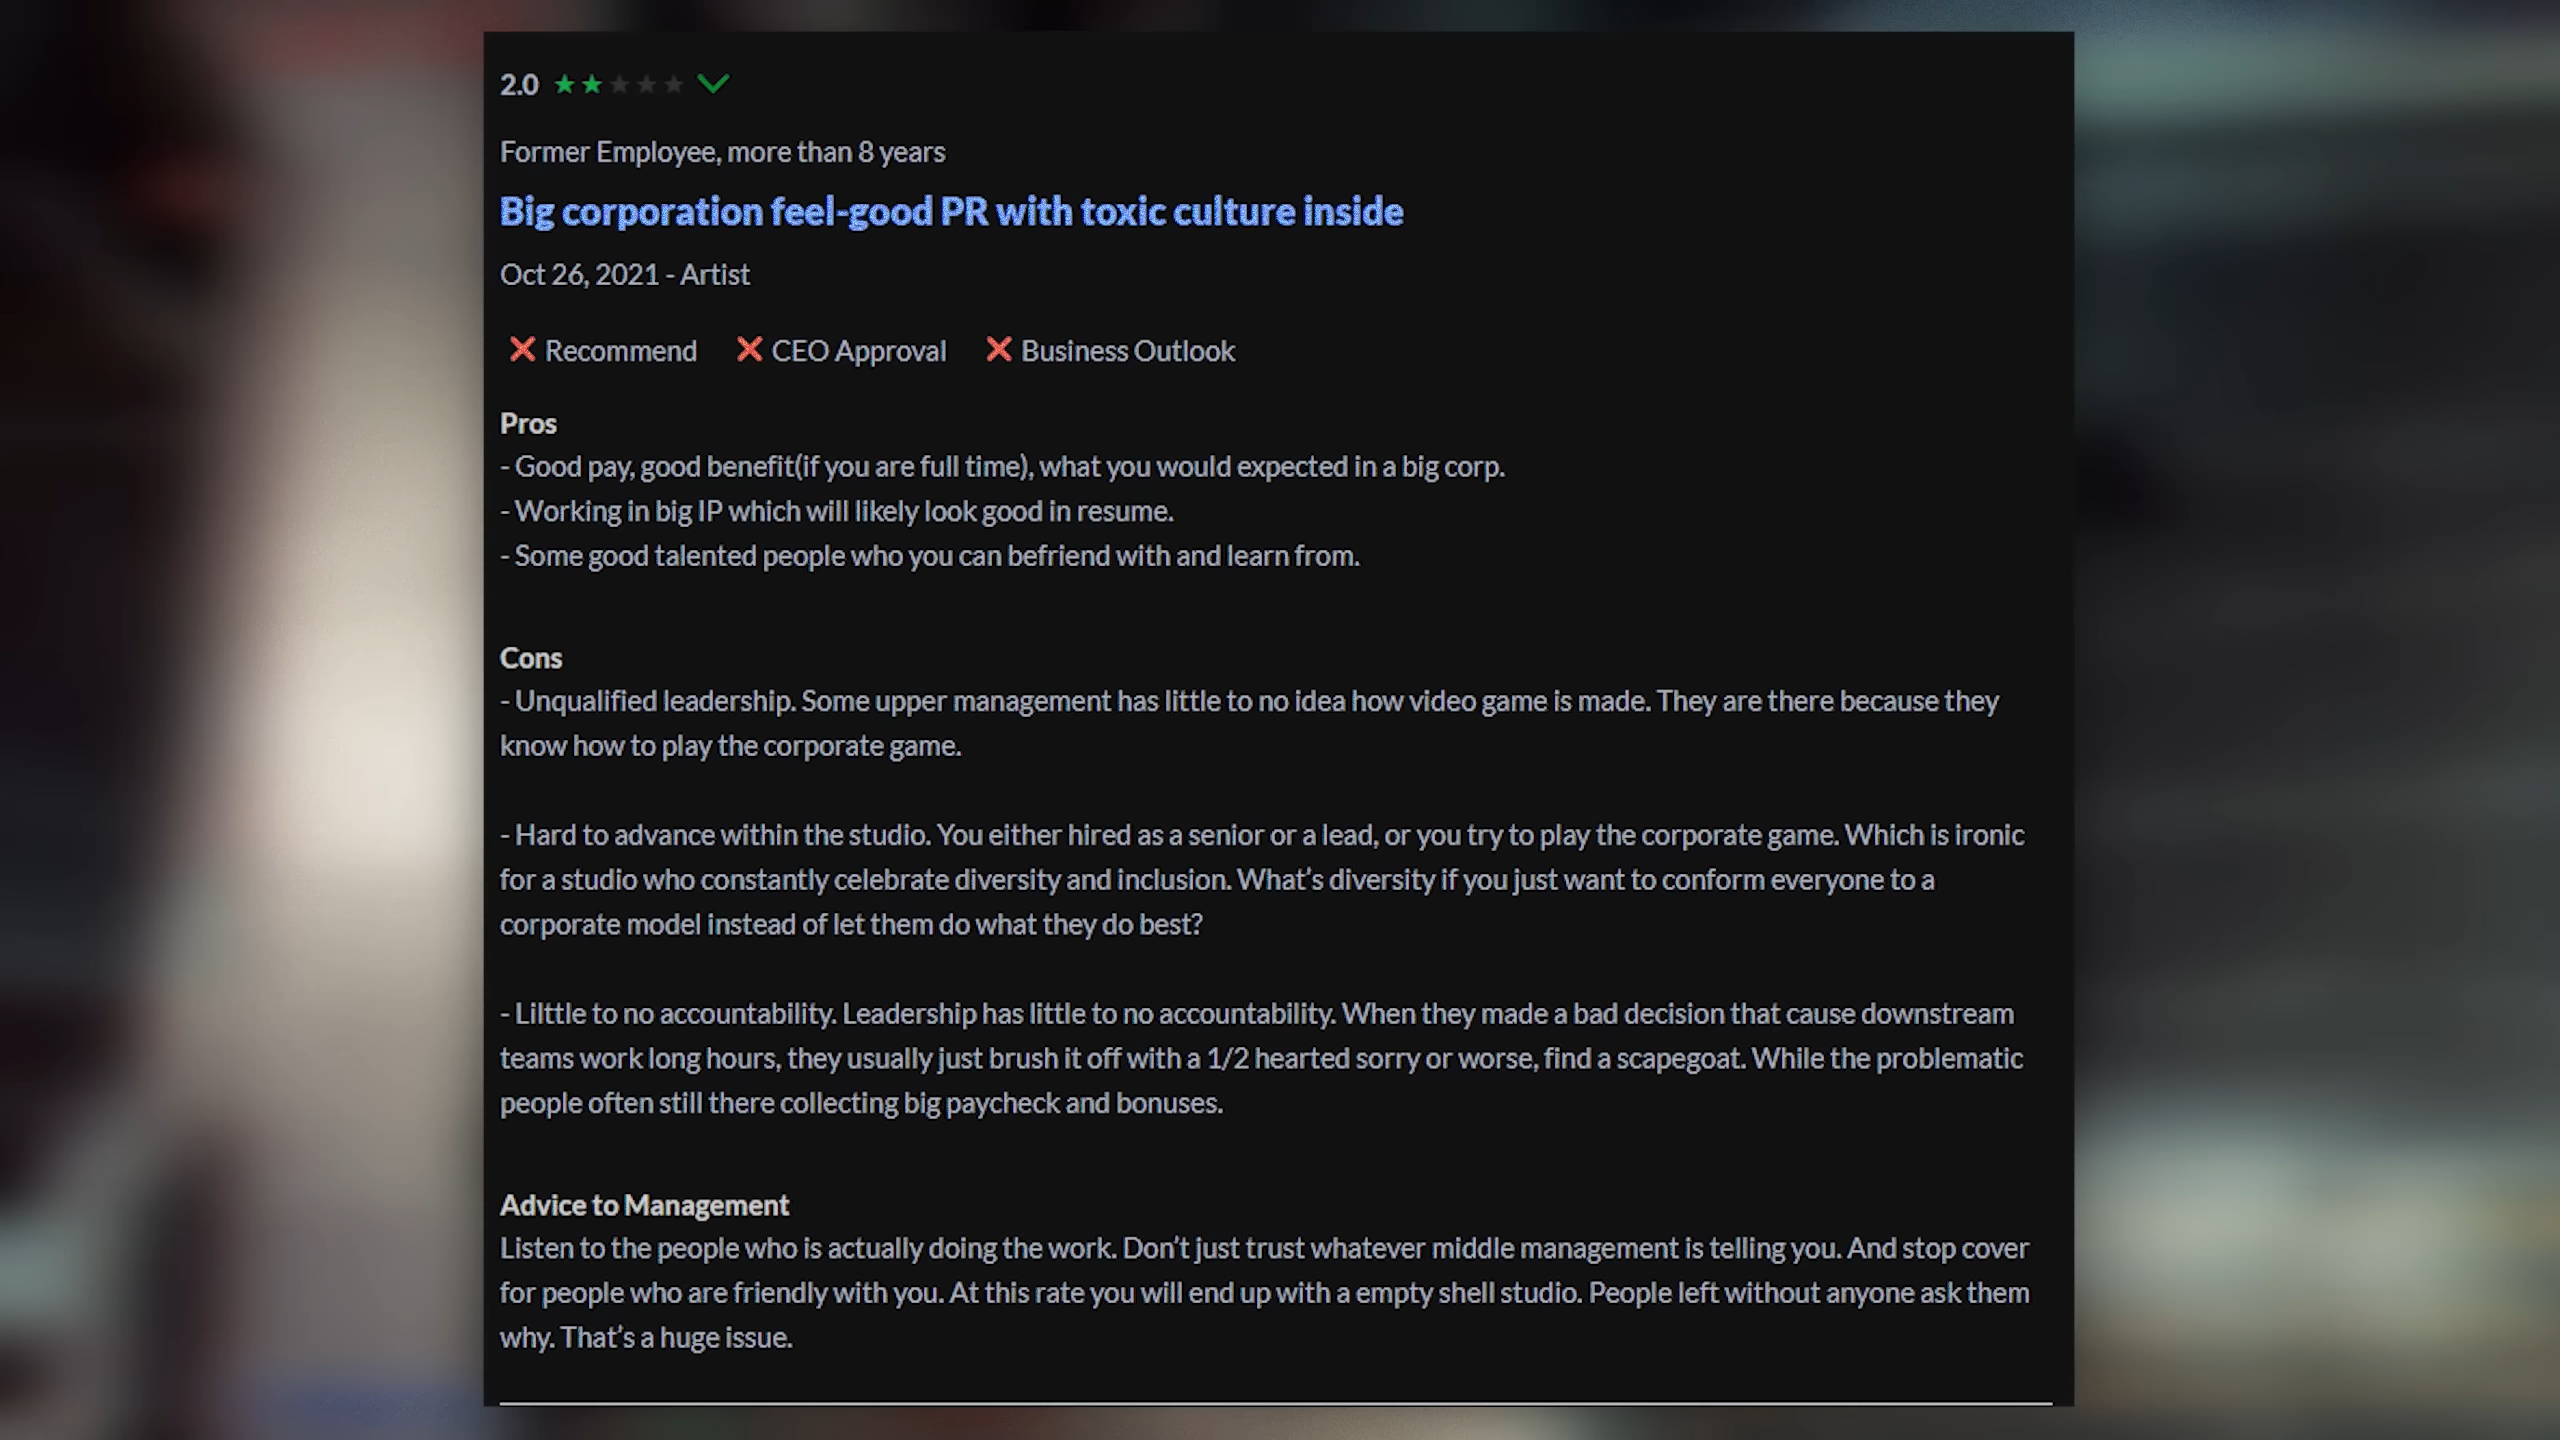 2.0
Former Employee, more than 8 years
Big corporation feel-good PR with toxic culture inside
Oct 26, 2021 - Artist
Recommend CEO Approval Business Outlook
Pros
- Good pay, good benefit(if you are full time), what you would expected in a big corp.
- Working in big IP which will likely look good in resume.
- Some good talented people who you can befriend with and learn from.
Cons
- Unqualified leadership. Some upper management has little to no idea how video game is made. They are there because they
know how to play the corporate game.
- Hard to advance within the studio. You either hired as a senior or a lead, or you try to play the corporate game. Which is ironic
for a studio who constantly celebrate diversity and inclusion. What's diversity if you just want to conform everyone to a
corporate model instead of let them do what they do best?
- Lilttle to no accountability. Leadership has little to no accountability. When they made a bad decision that cause downstream
teams work long hours, they usually just brush it off with a 1/2 hearted sorry or worse, find a scapegoat. While the problematic
people often still there collecting big paycheck and bonuses.
Advice to Management
Listen to the people who is actually doing the work. Don't just trust whatever middle management is telling you. And stop cover
for people who are friendly with you. At this rate you will end up with a empty shell studio. People left without anyone ask them
why. That's a huge issue.